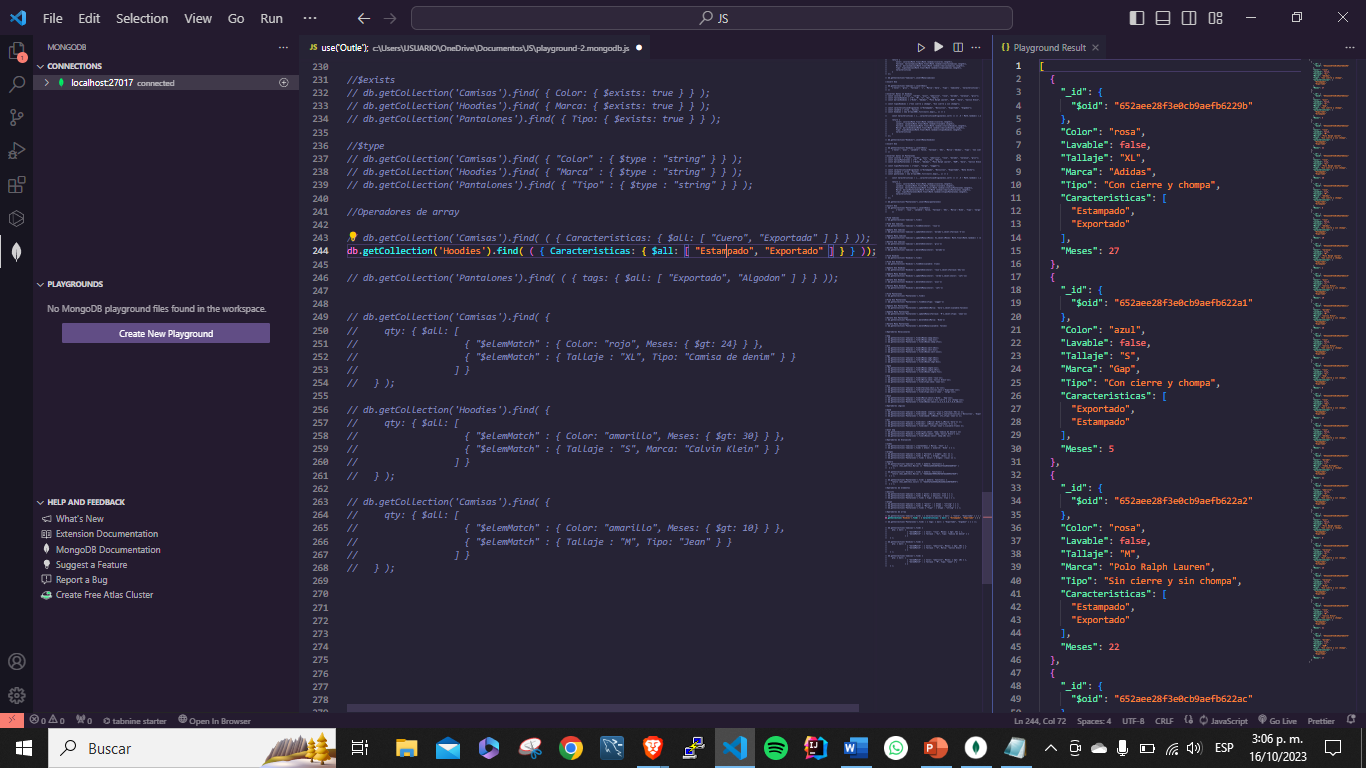 File Edit Selection View Go Run ··· JS
MONGODB ···
CONNECTIONS
localhost:27017 connected
PLAYGROUNDS
No MongoDB playground files found in the workspace.
Create New Playground
HELP AND FEEDBACK
What's New
Extension Documentation
MongoDB Documentation
Suggest a Feature
Report a Bug
Create Free Atlas Cluster
JS use('Outle'); c:\Users\USUARIO\OneDrive\Documentos\JS\playground-2.mongodb.js
230
231 //$exists
232 // db.getCollection('Camisas').find( { Color: { $exists: true } } );
233 // db.getCollection('Hoodies').find( { Marca: { $exists: true } } );
234 // db.getCollection('Pantalones').find( { Tipo: { $exists: true } } );
235
236 //$type
237 // db.getCollection('Camisas').find( { "Color" : { $type : "string" } } );
238 // db.getCollection('Hoodies').find( { "Marca" : { $type : "string" } } );
239 // db.getCollection('Pantalones').find( { "Tipo" : { $type : "string" } } );
240
241 //Operadores de array
242
243 db.getCollection('Camisas').find( ( { Caracteristicas: { $all: [ "Cuero", "Exportada" ] } } ));
244 db.getCollection('Hoodies').find( ( { Caracteristicas: { $all: [ "Estampado", "Exportado" ] } } ));
245
246 // db.getCollection('Pantalones').find( ( { tags: { $all: [ "Exportado", "Algodon" ] } } ));
247
248
249 // db.getCollection('Camisas').find( {
250 // qty: { $all: [
251 // { "$elemMatch" : { Color: "rojo", Meses: { $gt: 24} } },
252 // { "$elemMatch" : { Tallaje : "XL", Tipo: "Camisa de denim" } }
253 // ] }
254 // } );
255
256 // db.getCollection('Hoodies').find( {
257 // qty: { $all: [
258 // { "$elemMatch" : { Color: "amarillo", Meses: { $gt: 30} } },
259 // { "$elemMatch" : { Tallaje : "S", Marca: "Calvin Klein" } }
260 // ] }
261 // } );
262
263 // db.getCollection('Camisas').find( {
264 // qty: { $all: [
265 // { "$elemMatch" : { Color: "amarillo", Meses: { $gt: 10} } },
266 // { "$elemMatch" : { Tallaje : "M", Tipo: "Jean" } }
267 // ] }
268 // } );
269
270
271
272
273
274
275
276
277
278
{} Playground Result
1 [
2 {
3 "_id": {
4 "$oid": "652aee28f3e0cb9aefb6229b"
5 },
6 "Color": "rosa",
7 "Lavable": false,
8 "Tallaje": "XL",
9 "Marca": "Adidas",
10 "Tipo": "Con cierre y chompa",
11 "Caracteristicas": [
12 "Estampado",
13 "Exportado"
14 ],
15 "Meses": 27
16 },
17 {
18 "_id": {
19 "$oid": "652aee28f3e0cb9aefb622a1"
20 },
21 "Color": "azul",
22 "Lavable": false,
23 "Tallaje": "S",
24 "Marca": "Gap",
25 "Tipo": "Con cierre y chompa",
26 "Caracteristicas": [
27 "Exportado",
28 "Estampado"
29 ],
30 "Meses": 5
31 },
32 {
33 "_id": {
34 "$oid": "652aee28f3e0cb9aefb622a2"
35 },
36 "Color": "rosa",
37 "Lavable": false,
38 "Tallaje": "M",
39 "Marca": "Polo Ralph Lauren",
40 "Tipo": "Sin cierre y sin chompa",
41 "Caracteristicas": [
42 "Estampado",
43 "Exportado"
44 ],
45 "Meses": 22
46 },
47 {
48 "_id": {
49 "$oid": "652aee28f3e0cb9aefb622ac"
0 0 0 tabnine starter Open In Browser Ln 244, Col 72 Spaces: 4 UTF-8 CRLF JavaScript Go Live Prettier
Buscar ESP 3:06 p. m.
16/10/2023